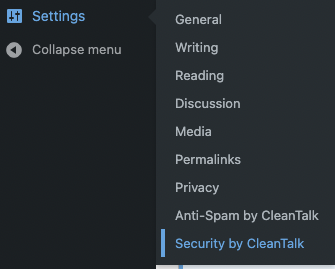 Settings
Collapse menu
General
Writing
Reading
Discussion
Media
Permalinks
Privacy
Anti-Spam by CleanTalk
Security by CleanTalk